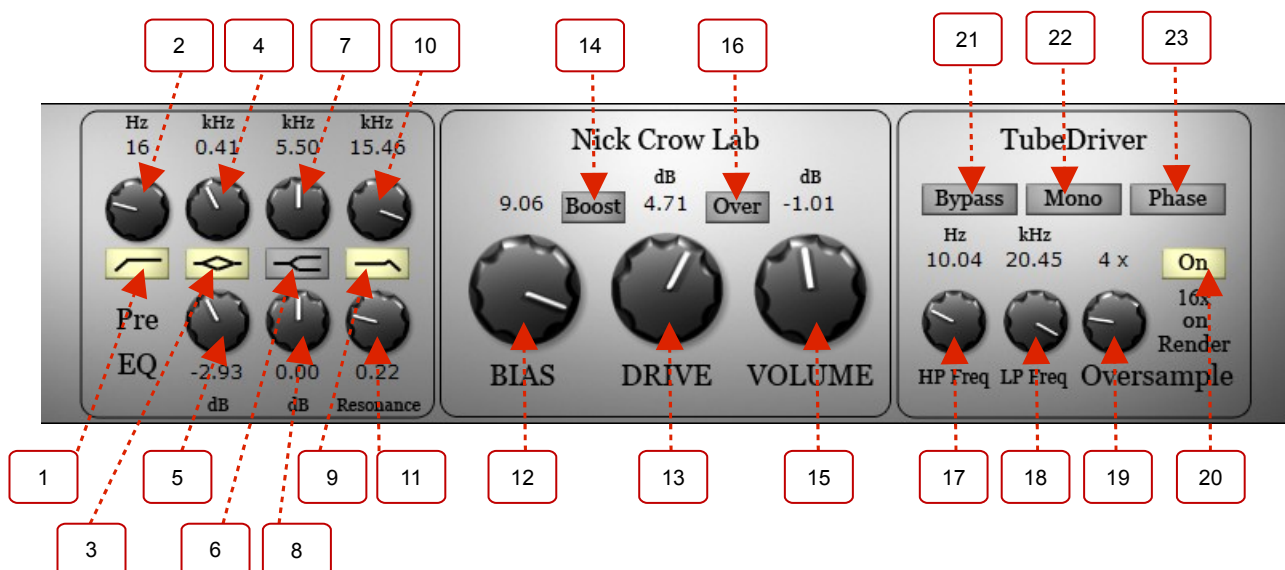 2 4 7 10 14 16 21 22 23
Hz kHz kHz kHz
16 0.41 5.50 15.46
Pre
EQ
-2.93 0.00 0.22
dB dB Resonance
Nick Crow Lab
dB dB
9.06 Boost 4.71 Over -1.01
BIAS DRIVE VOLUME
TubeDriver
Bypass Mono Phase
Hz kHz
10.04 20.45 4 x On
16x
on
Render
HP Freq LP Freq Oversample
1 5 9 11 12 13 15 17 18 19 20
3 6 8